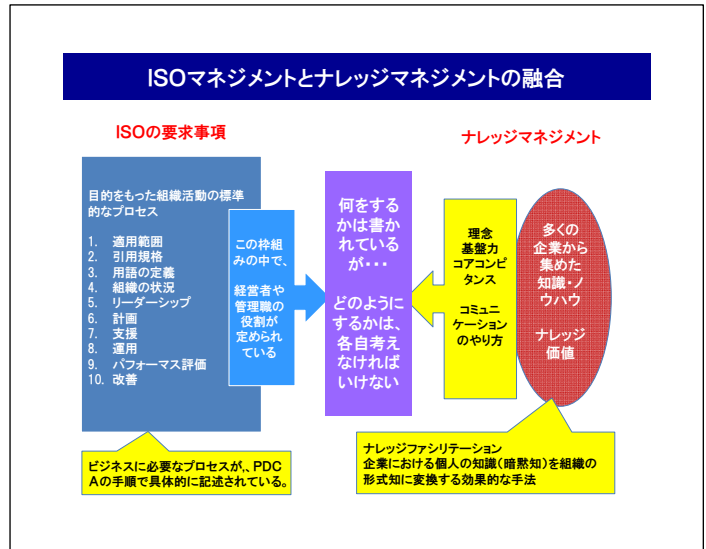 ISOマネジメントとナレッジマネジメントの融合
ISOの要求事項
ナレッジマネジメント
目的をもった組織活動の標準
的なプロセス
1. 適用範囲
2. 引用規格
3. 用語の定義
4. 組織の状況
5. リーダーシップ
6. 計画
7. 支援
8. 運用
9. パフォーマス評価
10. 改善
この枠組
みの中で、
経営者や
管理職の
役割が
定められ
ている
何をする
かは書か
れている
が・・・
どのように
するかは、
各自考え
なければ
いけない
理念
基盤力
コアコンピ
タンス
コミュニ
ケーション
のやり方
多くの
企業から
集めた
知識・ノ
ウハウ
ナレッジ
価値
ビジネスに必要なプロセスが、、PDC
Aの手順で具体的に記述されている。
ナレッジファシリテーション
企業における個人の知識(暗黙知)を組織の
形式知に変換する効果的な手法